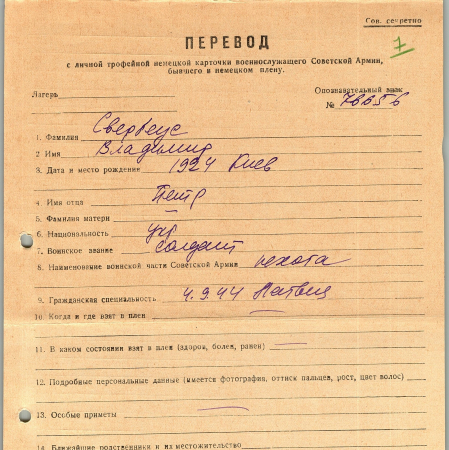 Сов. секретно
7
ПЕРЕВОД
с личной трофейной немецкой карточки военнослужащего Советской Армии,
бывшего в немецком плену.
Лагерь
Опознавательный знак
№ 76656
1. Фамилия Свербеус
2 Имя Владимир
3. Дата и место рождения 1924 Киев
4. Имя отца Петр
5. Фамилия матери —
6. Национальность укр
7. Воинское звание солдат
8. Наименование воинской части Советской Армии пехота
9. Гражданская специальность 4.9.44
10. Когда и где взят в плен —
11. В каком состоянии взят в плен (здоров, болен, ранен) —
12. Подробные персональные данные (имеется фотография, оттиск пальцев, рост, цвет волос)
13. Особые приметы —
14. Ближайшие родственники и их местожительство